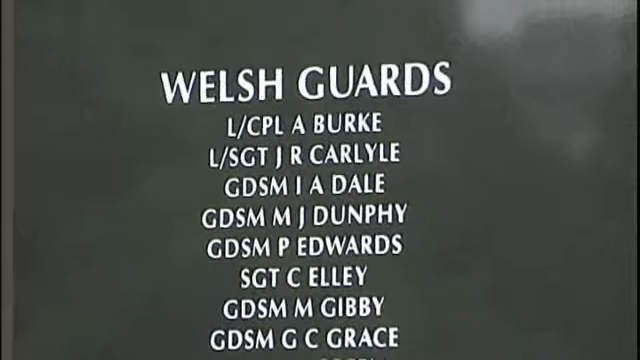 WELSH GUARDS
L/CPL A BURKE
L/SGT J R CARLYLE
GDSM I A DALE
GDSM M J DUNPHY
GDSM P EDWARDS
SGT C ELLEY
GDSM M GIBBY
GDSM G C GRACE